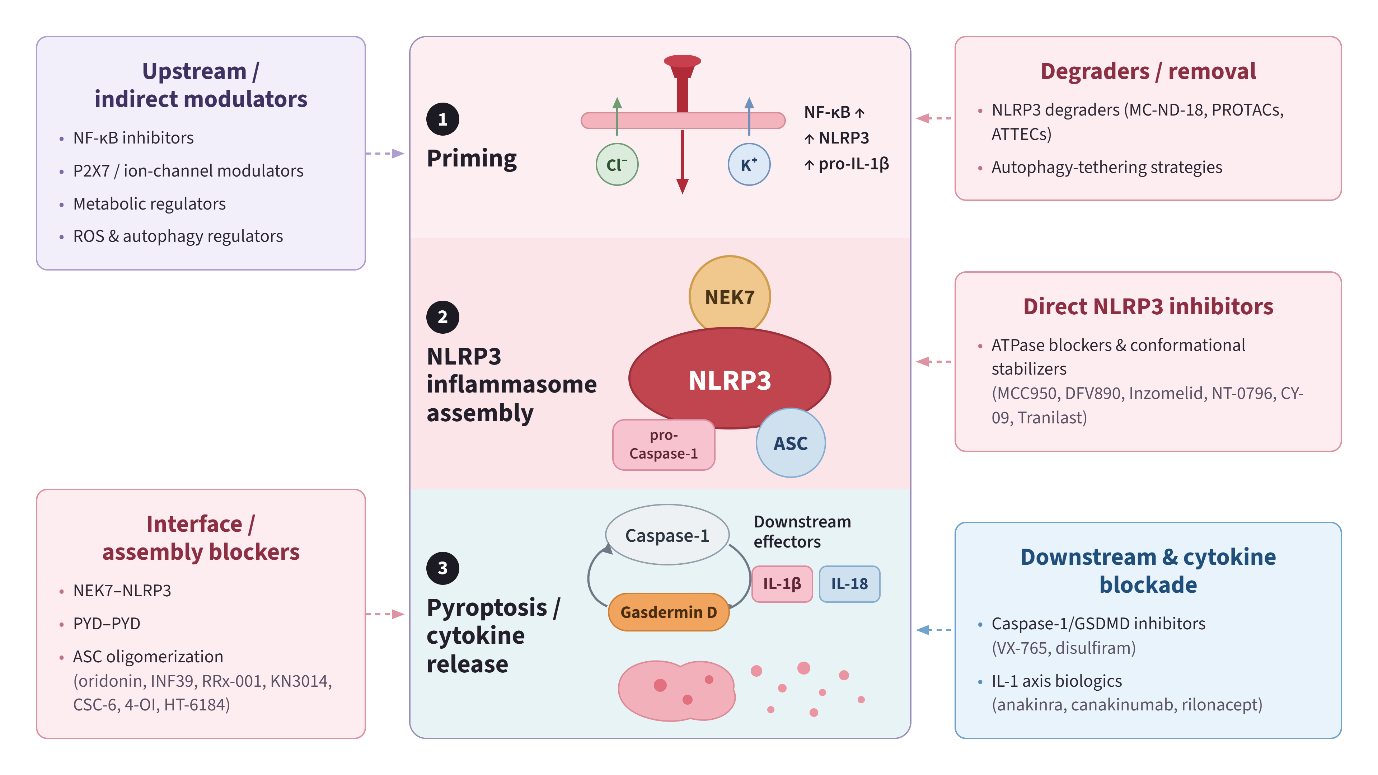 Upstream /
indirect modulators
• NF-κB inhibitors
• P2X7 / ion-channel modulators
• Metabolic regulators
• ROS & autophagy regulators
Interface /
assembly blockers
• NEK7–NLRP3
• PYD–PYD
• ASC oligomerization
(oridonin, INF39, RRx-001, KN3014,
CSC-6, 4-OI, HT-6184)
1
Priming
Cl⁻
K⁺
NF-κB ↑
↑ NLRP3
↑ pro-IL-1β
2
NLRP3
inflammasome
assembly
NEK7
NLRP3
pro-
Caspase-1
ASC
3
Pyroptosis /
cytokine
release
Caspase-1
Gasdermin D
Downstream
effectors
IL-1β
IL-18
Degraders / removal
• NLRP3 degraders (MC-ND-18, PROTACs,
ATTECs)
• Autophagy-tethering strategies
Direct NLRP3 inhibitors
• ATPase blockers & conformational
stabilizers
(MCC950, DFV890, Inzomelid, NT-0796, CY-
09, Tranilast)
Downstream & cytokine
blockade
• Caspase-1/GSDMD inhibitors
(VX-765, disulfiram)
• IL-1 axis biologics
(anakinra, canakinumab, rilonacept)